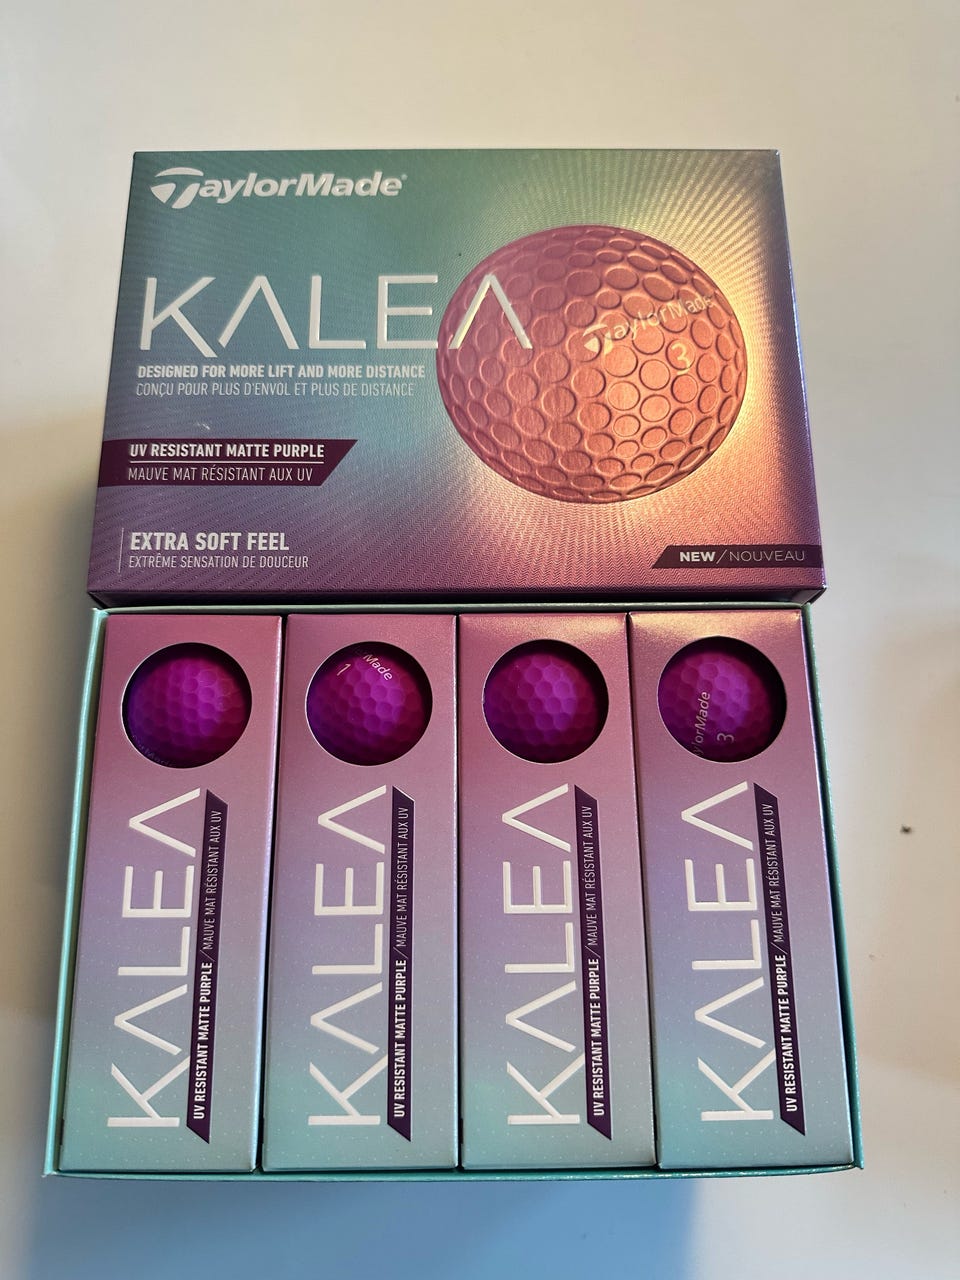 TaylorMade
KALEA
DESIGNED FOR MORE LIFT AND MORE DISTANCE
CONÇU POUR PLUS D'ENVOL ET PLUS DE DISTANCE
UV RESISTANT MATTE PURPLE
MAUVE MAT RÉSISTANT AUX UV
EXTRA SOFT FEEL
EXTRÊME SENSATION DE DOUCEUR
TaylorMade
3
NEW/NOUVEAU
1
Made
ylorMade
3
KALEA
UV RESISTANT MATTE PURPLE/MAUVE MAT RÉSISTANT AUX UV
KALEA
UV RESISTANT MATTE PURPLE/MAUVE MAT RÉSISTANT AUX UV
KALEA
UV RESISTANT MATTE PURPLE/MAUVE MAT RÉSISTANT AUX UV
KALEA
UV RESISTANT MATTE PURPLE/MAUVE MAT RÉSISTANT AUX UV